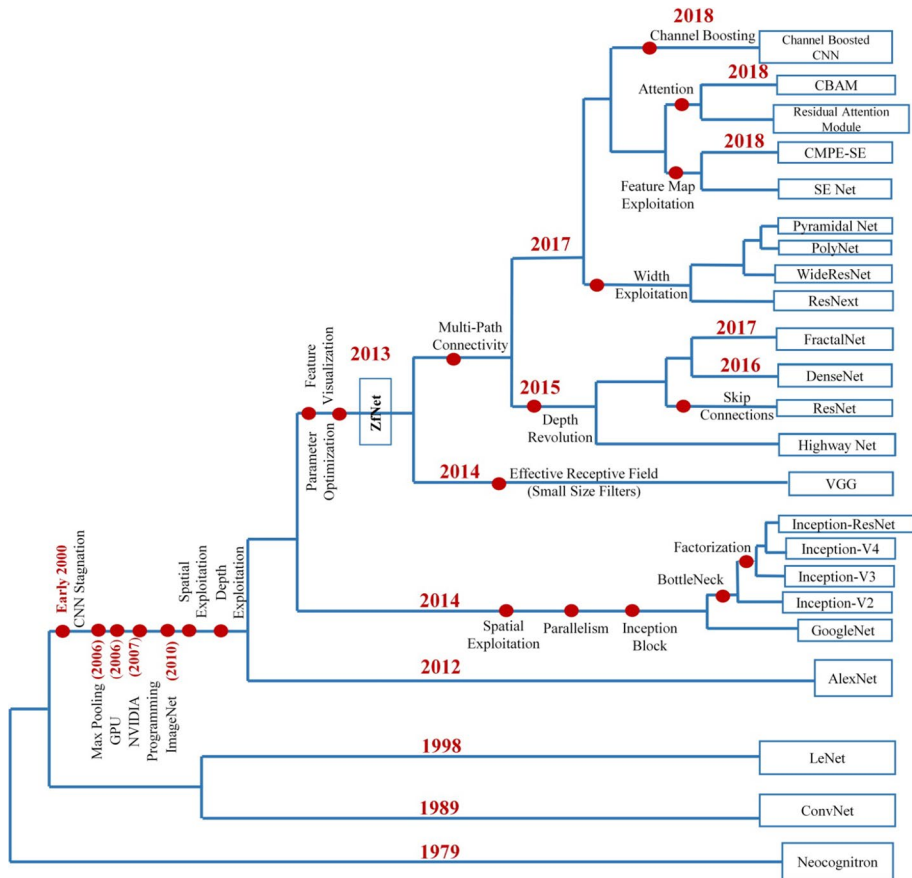 2018
Channel Boosting
Channel Boosted
CNN
2018
Attention
CBAM
Residual Attention
Module
2018
CMPE-SE
Feature Map
Exploitation
SE Net
Pyramidal Net
PolyNet
2017
Width
Exploitation
WideResNet
ResNext
Multi-Path
Connectivity
2017
FractalNet
2016
DenseNet
2015
Depth
Revolution
Skip
Connections
ResNet
Highway Net
2013
Feature
Visualization
Parameter
Optimization
ZfNet
2014
Effective Receptive Field
(Small Size Filters)
VGG
Inception-ResNet
Factorization
Inception-V4
BottleNeck
Inception-V3
Inception-V2
2014
Spatial
Exploitation
Parallelism
Inception
Block
GoogleNet
Early 2000
CNN Stagnation
Spatial
Exploitation
Depth
Exploitation
Max Pooling (2006)
GPU (2006)
NVIDIA (2007)
Programming
ImageNet (2010)
2012
AlexNet
1998
LeNet
1989
ConvNet
1979
Neocognitron